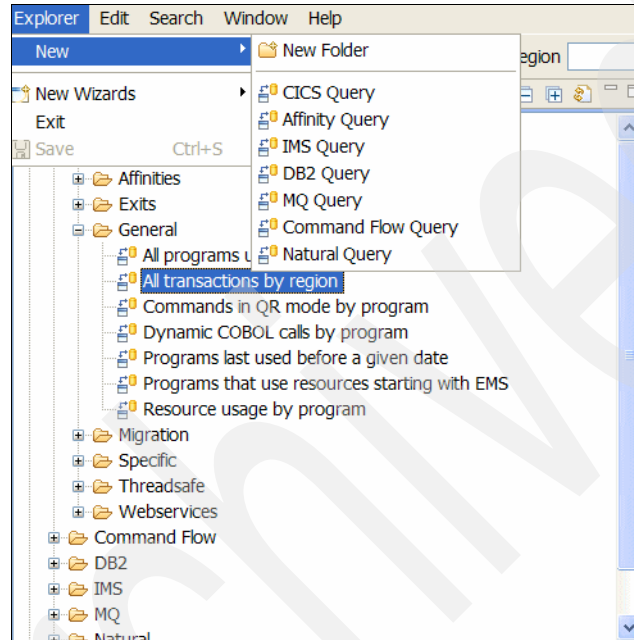 Explorer Edit Search Window Help
New
New Folder
egion
New Wizards
CICS Query
Exit
Affinity Query
Save Ctrl+S
IMS Query
Affinities
DB2 Query
Exits
MQ Query
General
Command Flow Query
All programs u
Natural Query
All transactions by region
Commands in QR mode by program
Dynamic COBOL calls by program
Programs last used before a given date
Programs that use resources starting with EMS
Resource usage by program
Migration
Specific
Threadsafe
Webservices
Command Flow
DB2
IMS
MQ
Natural